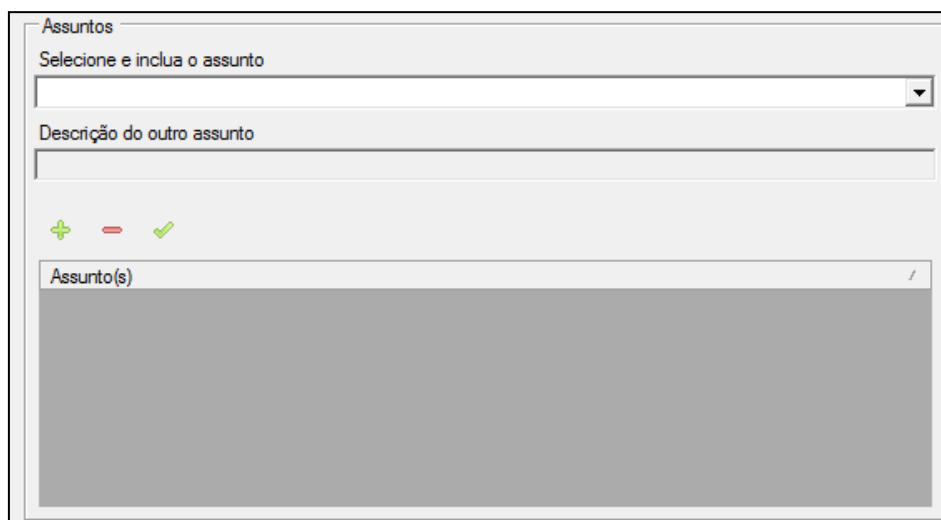 Assuntos
Selecione e inclua o assunto
Descrição do outro assunto
Assunto(s)